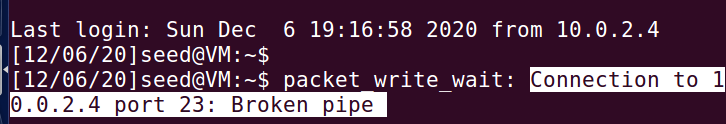 Last login: Sun Dec  6 19:16:58 2020 from 10.0.2.4
[12/06/20]seed@VM:~$
[12/06/20]seed@VM:~$ packet_write_wait: Connection to 1
0.0.2.4 port 23: Broken pipe